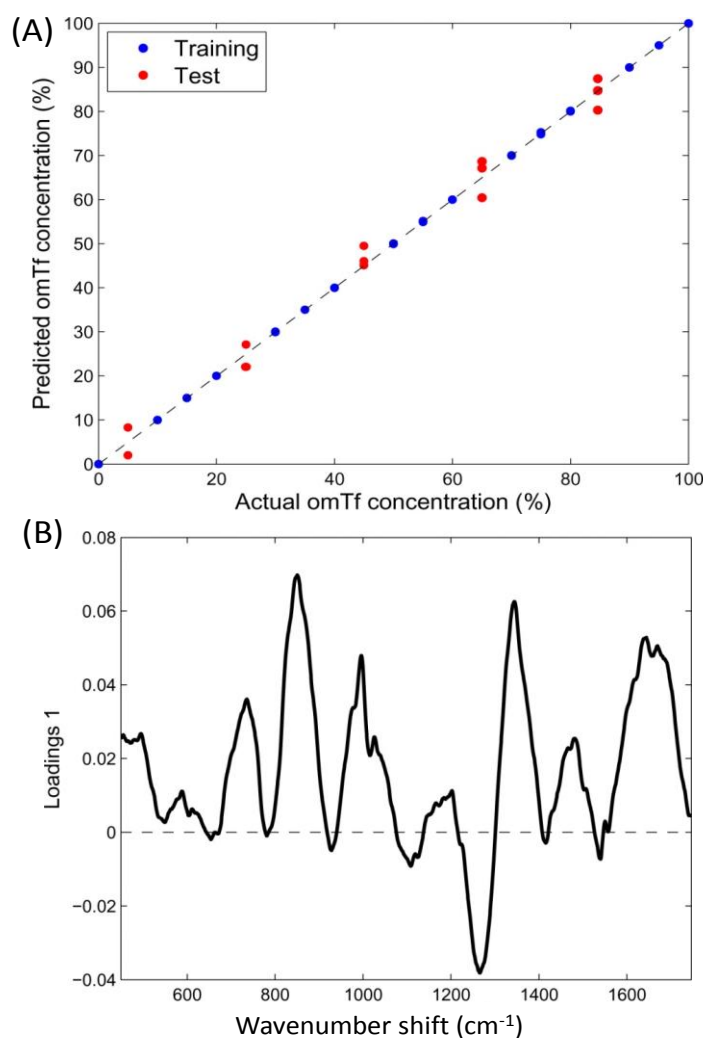 (A)
Training
Test
Predicted omTf concentration (%)
100
90
80
70
60
50
40
30
20
10
0
0 20 40 60 80 100
Actual omTf concentration (%)
(B)
Loadings 1
0.08
0.06
0.04
0.02
0
−0.02
−0.04
600 800 1000 1200 1400 1600
Wavenumber shift (cm⁻¹)